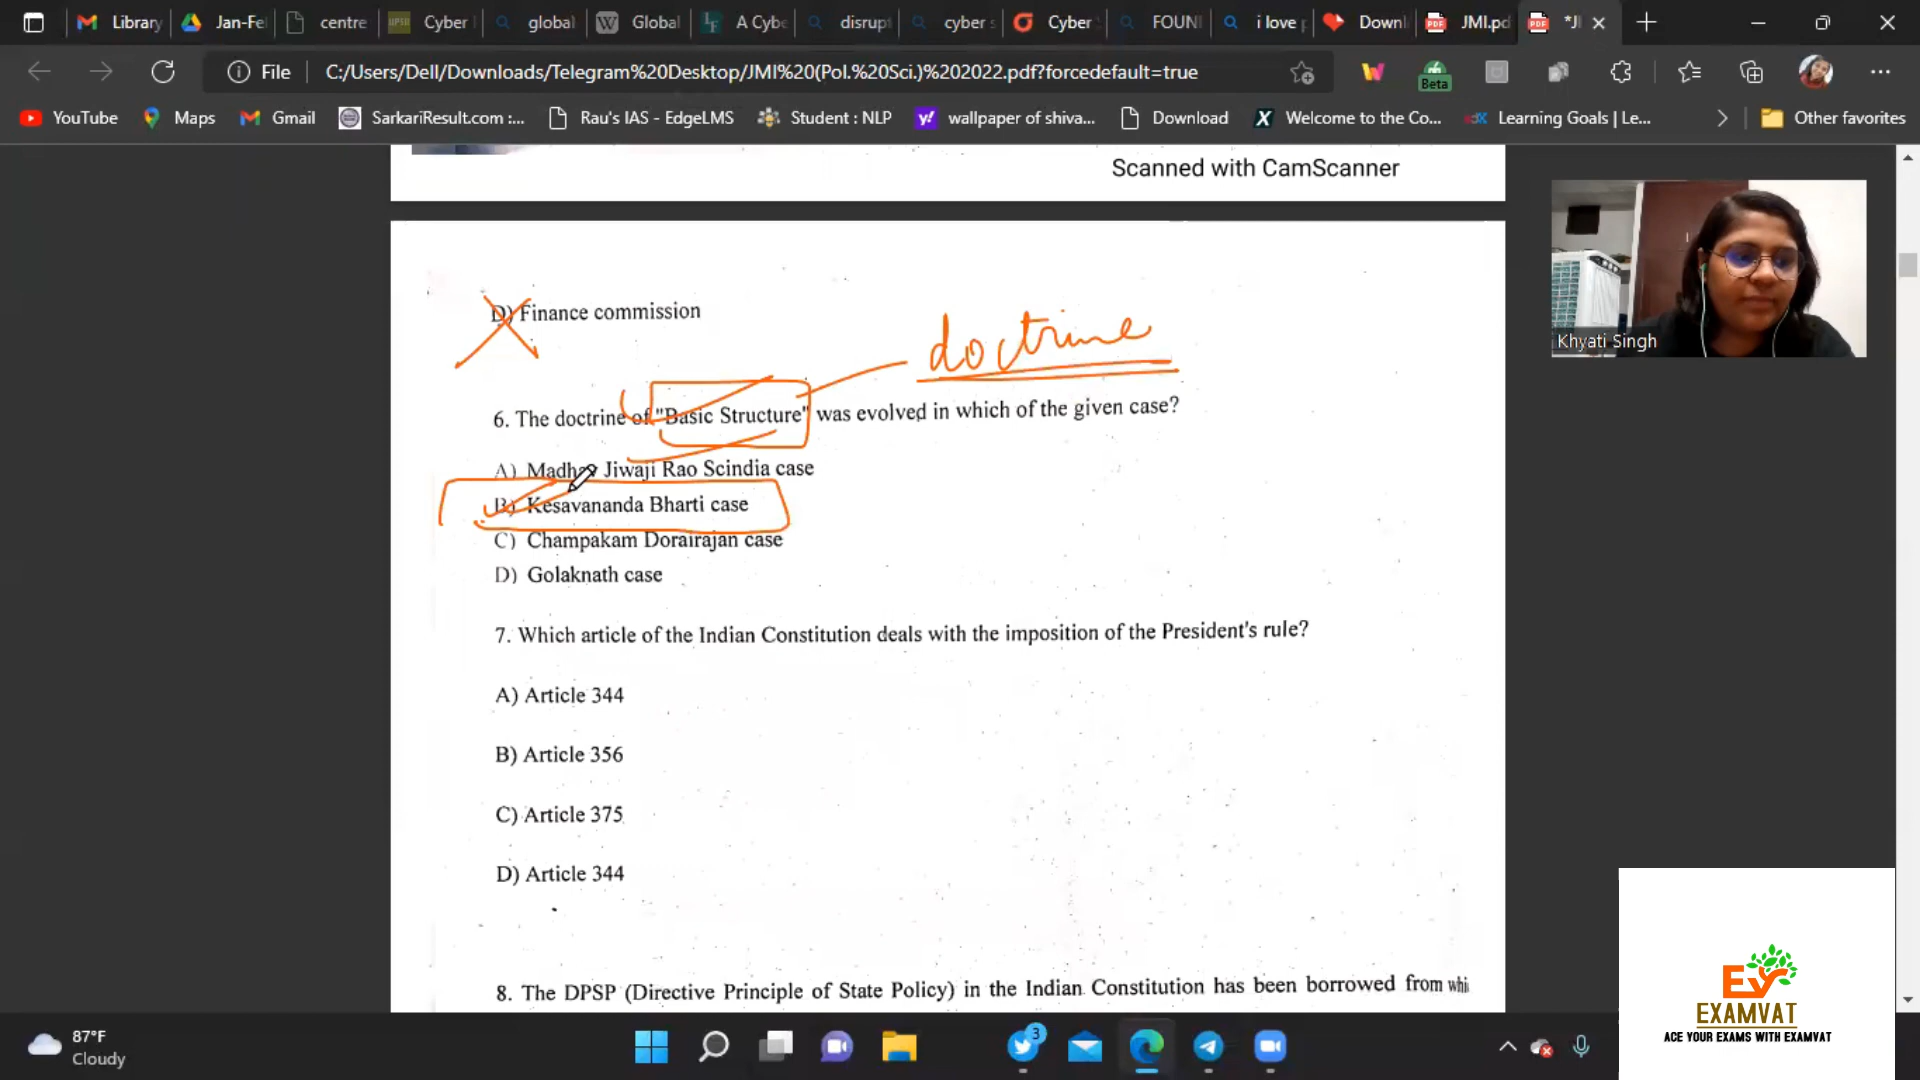 Library
Jan-Fe
centre
Cyber
global
Global
A Cybe
disrupt
cyber s
Cyber
FOUN
i love p
Downl
JMI.pd
*JI
File
C:/Users/Dell/Downloads/Telegram%20Desktop/JMI%20(Pol.%20Sci.)%202022.pdf?forcedefault=true
Beta
YouTube
Maps
Gmail
SarkariResult.com :...
Rau's IAS - EdgeLMS
Student : NLP
wallpaper of shiva...
Download
Welcome to the Co...
Learning Goals | Le...
Other favorites
Scanned with CamScanner
Khyati Singh
D) Finance commission
doctrine
6. The doctrine of "Basic Structure" was evolved in which of the given case?
A) Madhav Jiwaji Rao Scindia case
B) Kesavananda Bharti case
C) Champakam Dorairajan case
D) Golaknath case
7. Which article of the Indian Constitution deals with the imposition of the President's rule?
A) Article 344
B) Article 356
C) Article 375
D) Article 344
8. The DPSP (Directive Principle of State Policy) in the Indian Constitution has been borrowed from whi
EV
EXAMVAT
ACE YOUR EXAMS WITH EXAMVAT
87°F
Cloudy
3